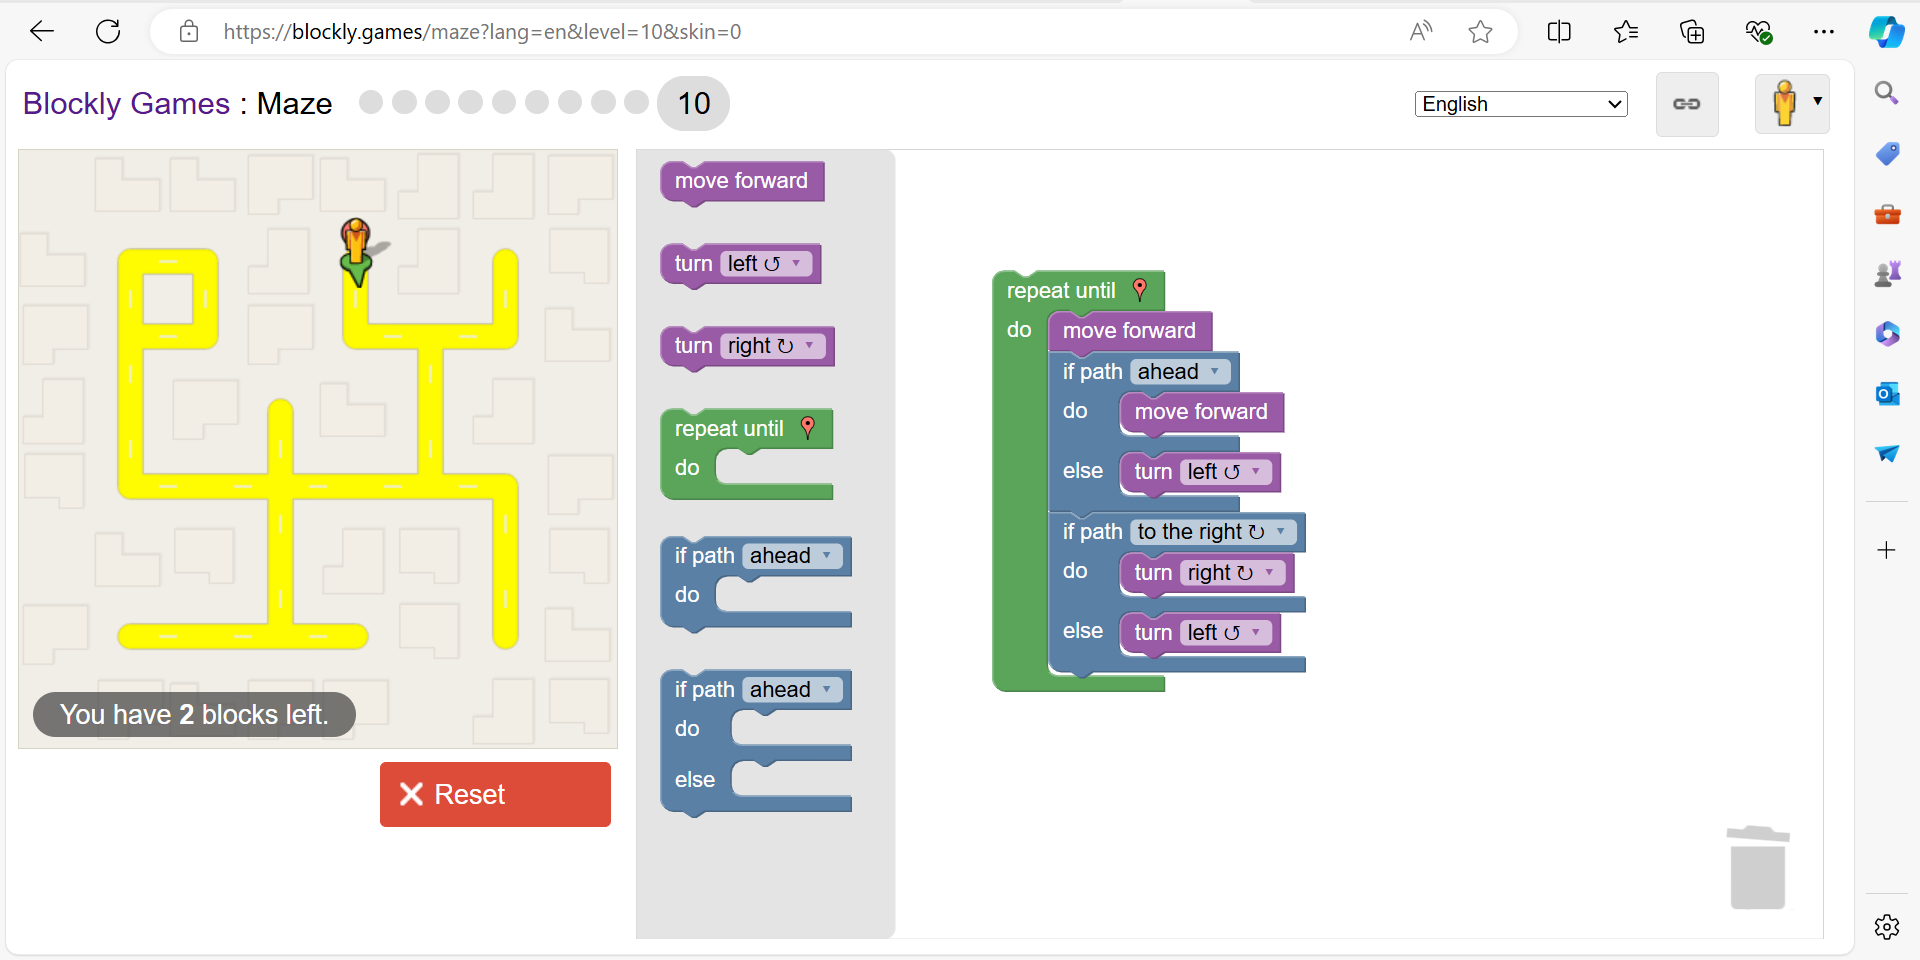 https://blockly.games/maze?lang=en&level=10&skin=0
Blockly Games : Maze
10
English
You have 2 blocks left.
Reset
move forward
turn left ↺
turn right ↻
repeat until
do
if path ahead
do
if path ahead
do
else
repeat until
do
move forward
if path ahead
do
move forward
else
turn left ↺
if path to the right ↻
do
turn right ↻
else
turn left ↺